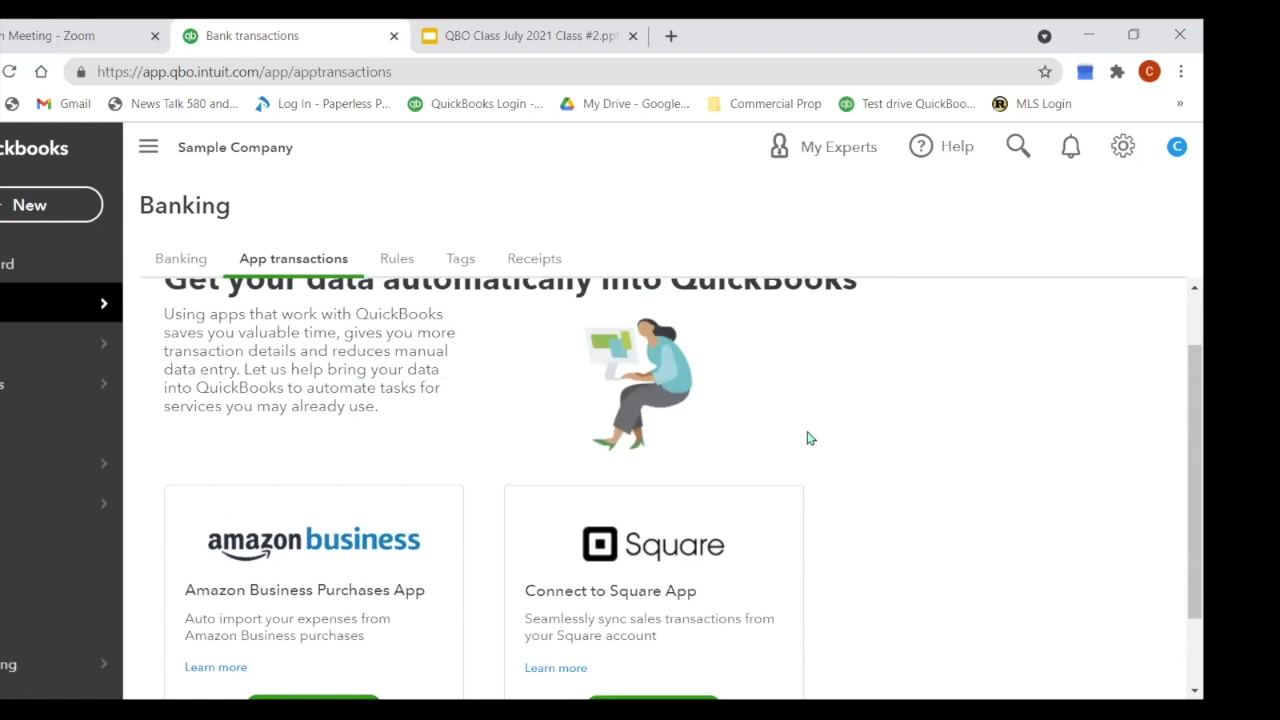 n Meeting - Zoom
Bank transactions
QBO Class July 2021 Class #2.ppt
https://app.qbo.intuit.com/app/apptransactions
C
Gmail
News Talk 580 and...
Log In - Paperless P...
QuickBooks Login -...
My Drive - Google...
Commercial Prop
Test drive QuickBoo...
MLS Login
»
ckbooks
Sample Company
My Experts
Help
C
New
Banking
rd
Banking
App transactions
Rules
Tags
Receipts
Get your data automatically into QuickBooks
Using apps that work with QuickBooks
saves you valuable time, gives you more
transaction details and reduces manual
data entry. Let us help bring your data
into QuickBooks to automate tasks for
services you may already use.
s
amazon business
Square
Amazon Business Purchases App
Connect to Square App
Auto import your expenses from
Amazon Business purchases
Seamlessly sync sales transactions from
your Square account
Learn more
Learn more
ng